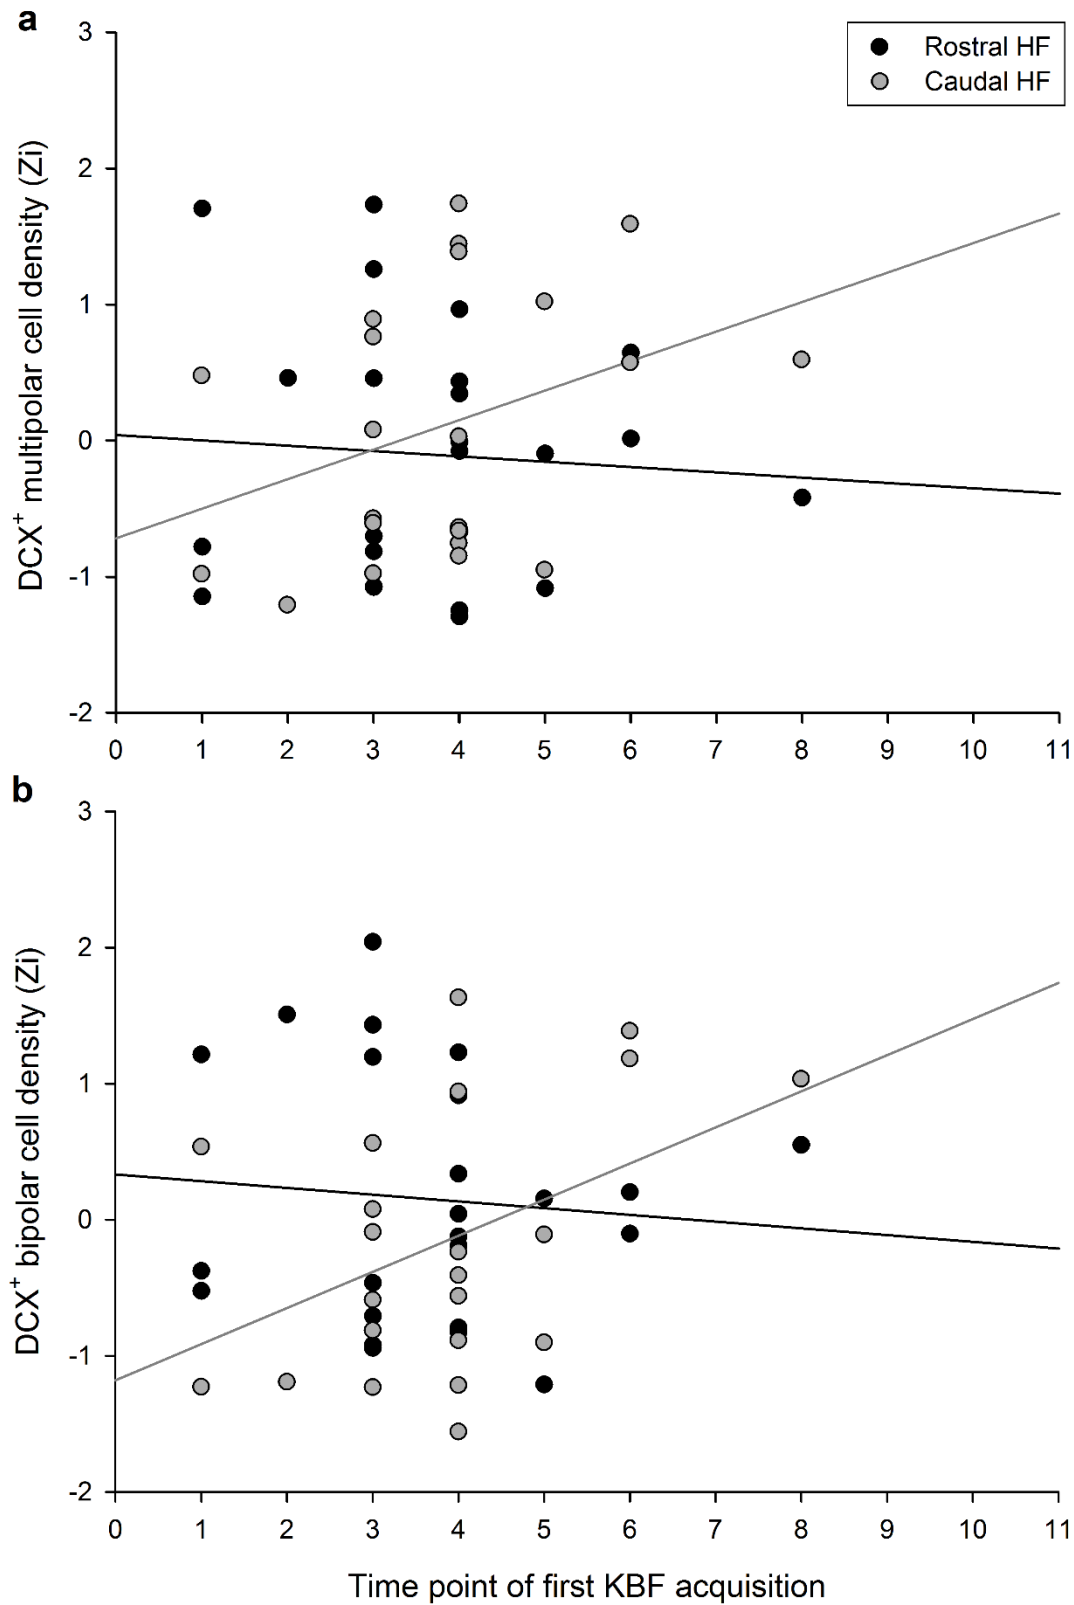 a
Rostral HF
Caudal HF
DCX+ multipolar cell density (Zi)
3
2
1
0
-1
-2
0 1 2 3 4 5 6 7 8 9 10 11
b
DCX+ bipolar cell density (Zi)
3
2
1
0
-1
-2
0 1 2 3 4 5 6 7 8 9 10 11
Time point of first KBF acquisition